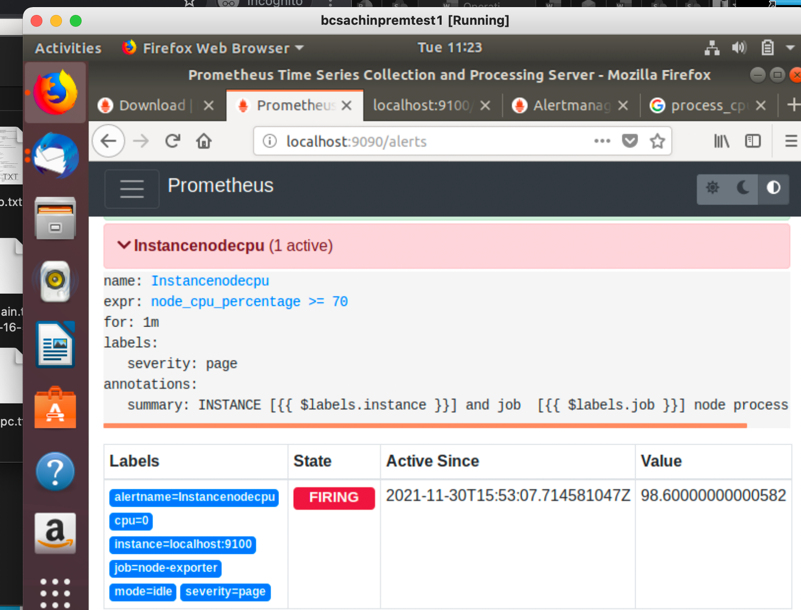 Incognito
bcsachinpremtest1 [Running]
Activities Firefox Web Browser Tue 11:23
Prometheus Time Series Collection and Processing Server - Mozilla Firefox
Download Prometheus localhost:9100/ Alertmanag process_cp
localhost:9090/alerts
Prometheus
Instancenodecpu (1 active)
name: Instancenodecpu
expr: node_cpu_percentage >= 70
for: 1m
labels:
severity: page
annotations:
summary: INSTANCE [{{ $labels.instance }}] and job [{{ $labels.job }}] node process
Labels State Active Since Value
alertname=Instancenodecpu FIRING 2021-11-30T15:53:07.714581047Z 98.60000000000582
cpu=0
instance=localhost:9100
job=node-exporter
mode=idle severity=page